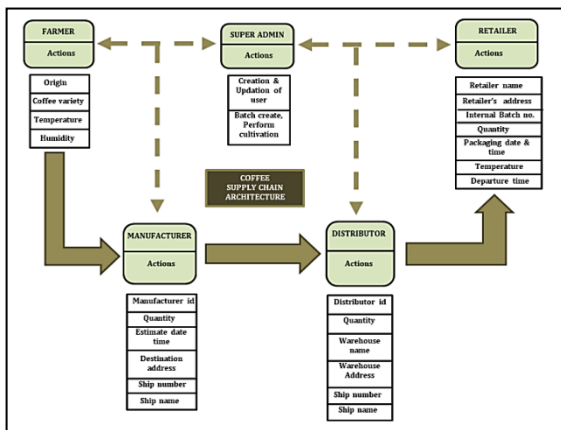 FARMER
Actions
Origin
Coffee variety
Temperature
Humidity
SUPER ADMIN
Actions
Creation &
Updation of
user
Batch create,
Perform
cultivation
RETAILER
Actions
Retailer name
Retailer's address
Internal Batch no.
Quantity
Packaging date &
time
Temperature
Departure time
COFFEE
SUPPLY CHAIN
ARCHITECTURE
MANUFACTURER
Actions
Manufacturer id
Quantity
Estimate date
time
Destination
address
Ship number
Ship name
DISTRIBUTOR
Actions
Distributor id
Quantity
Warehouse
name
Warehouse
Address
Ship number
Ship name